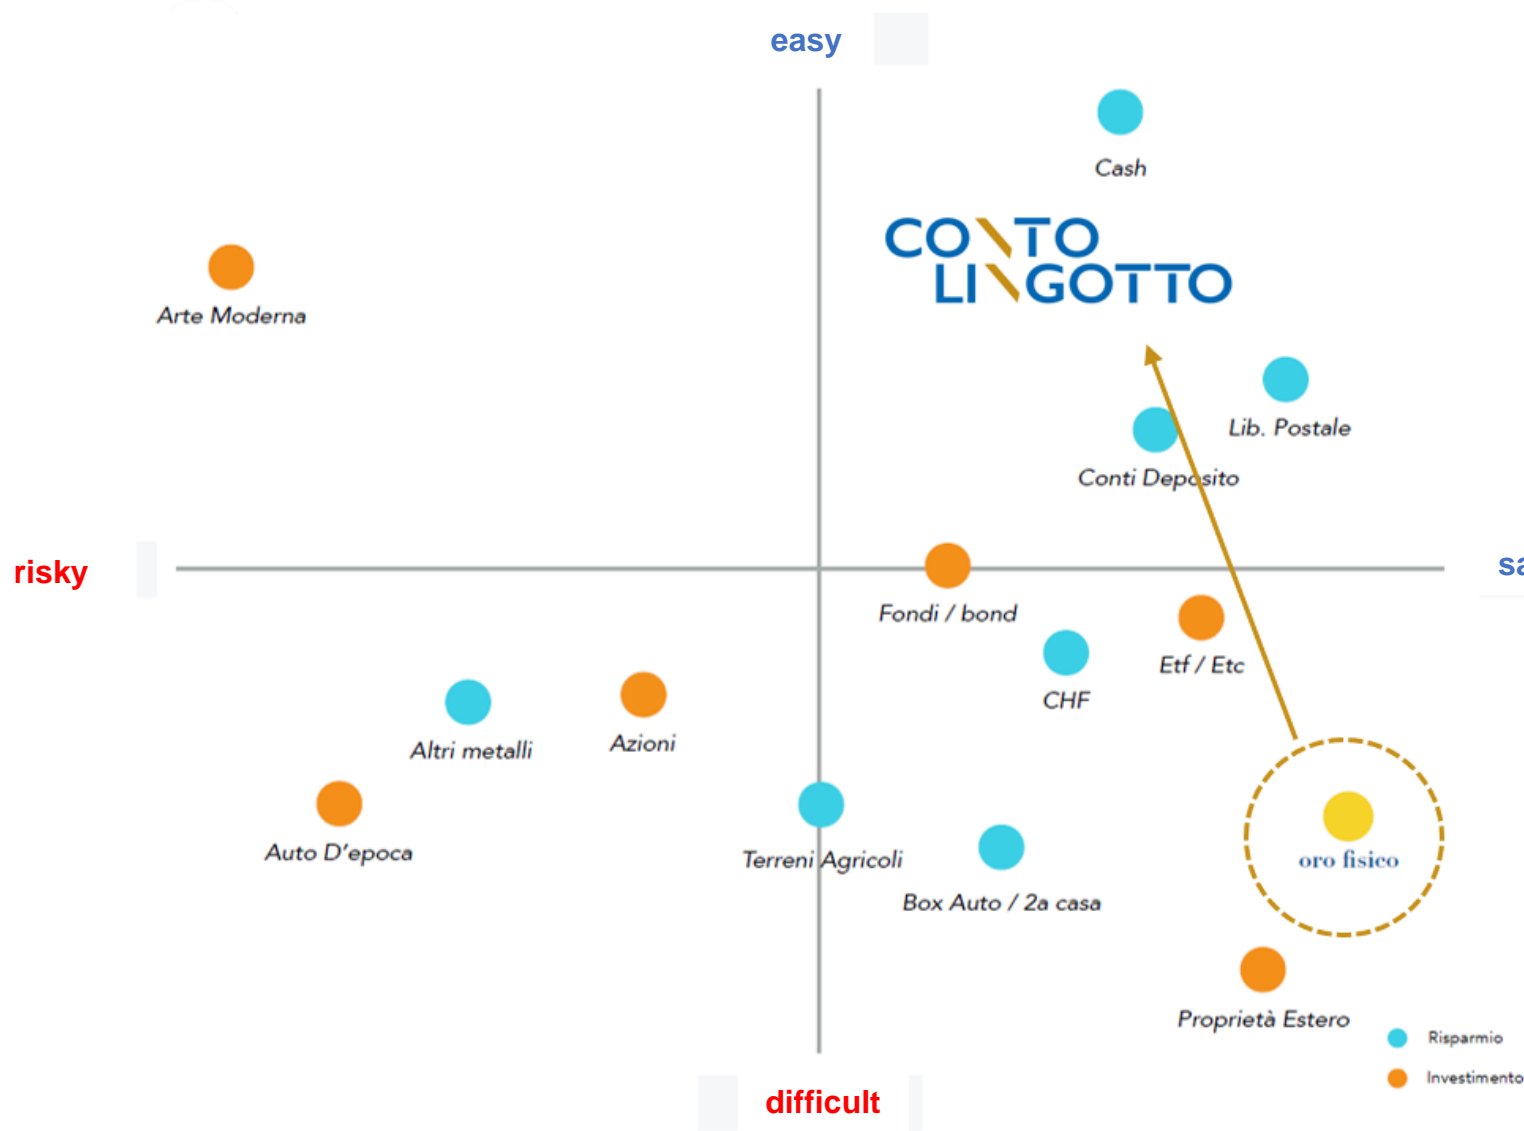 easy
Cash
CONTO
LINGOTTO
Arte Moderna
Lib. Postale
Conti Deposito
risky
Fondi / bond
Etf / Etc
CHF
Altri metalli
Azioni
Auto D'epoca
Terreni Agricoli
oro fisico
Box Auto / 2a casa
Proprietà Estero
Risparmio
Investimento
difficult